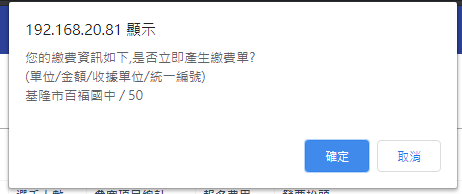 192.168.20.81 顯示
您的繳費資訊如下,是否立即產生繳費單?
(單位/金額/收據單位/統一編號)
基隆市百福國中 / 50
確定
取消